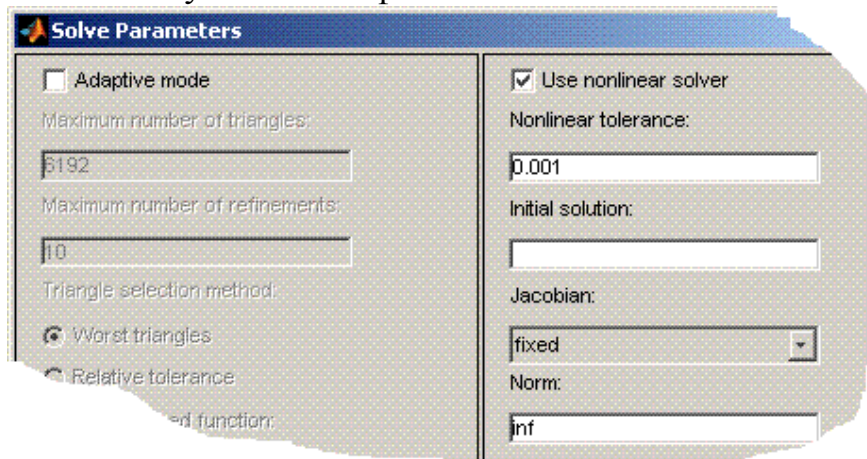 Solve Parameters
Adaptive mode
Maximum number of triangles:
6192
Maximum number of refinements:
10
Triangle selection method:
Worst triangles
Relative tolerance
function:
Use nonlinear solver
Nonlinear tolerance:
0.001
Initial solution:
Jacobian:
fixed
Norm:
inf